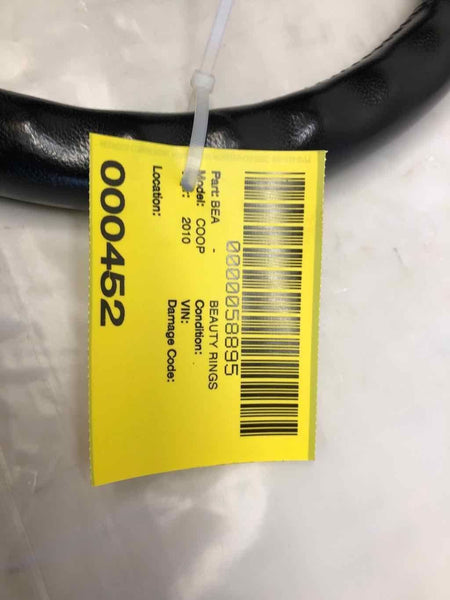 0000058895
Part: BEA - BEAUTY RINGS
Model: COOP Condition:
2010 VIN:
Location: Damage Code:
000452